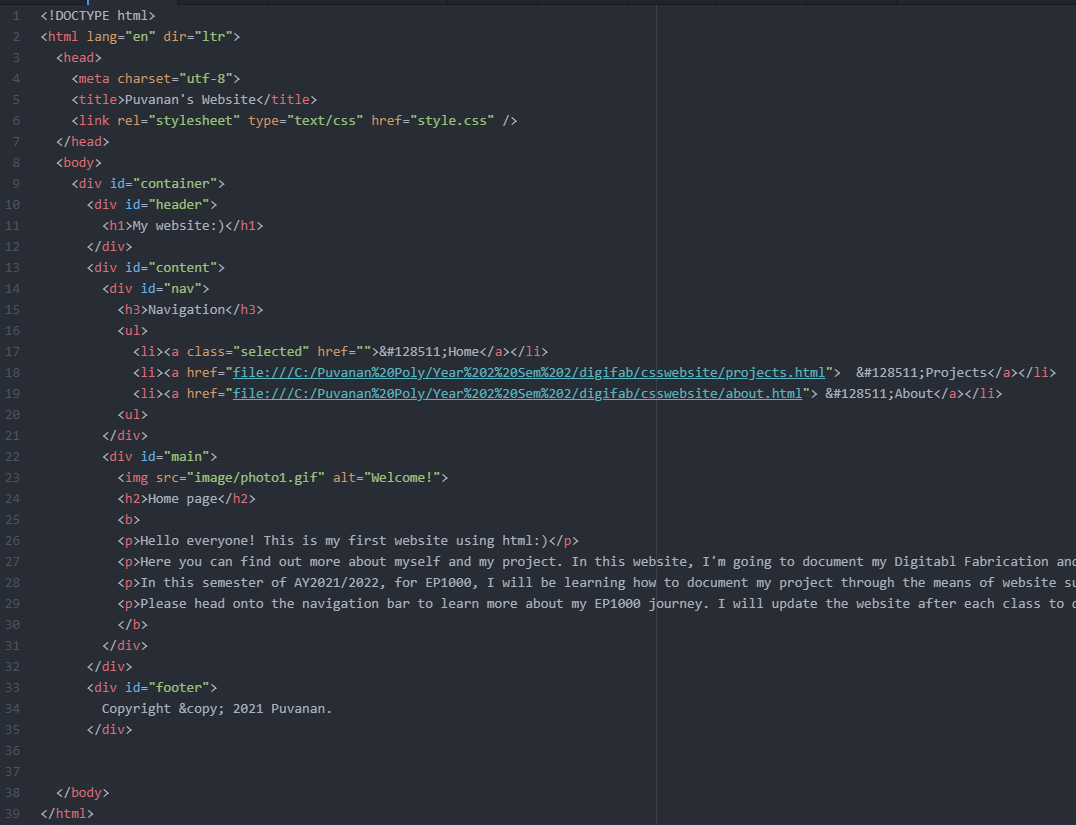 1 <!DOCTYPE html>
2 <html lang="en" dir="ltr">
3 <head>
4 <meta charset="utf-8">
5 <title>Puvanan's Website</title>
6 <link rel="stylesheet" type="text/css" href="style.css" />
7 </head>
8 <body>
9 <div id="container">
10 <div id="header">
11 <h1>My website:)</h1>
12 </div>
13 <div id="content">
14 <div id="nav">
15 <h3>Navigation</h3>
16 <ul>
17 <li><a class="selected" href="">&#128511;Home</a></li>
18 <li><a href="file:///C:/Puvanan%20Poly/Year%202%20Sem%202/digifab/csswebsite/projects.html">  &#128511;Projects</a></li>
19 <li><a href="file:///C:/Puvanan%20Poly/Year%202%20Sem%202/digifab/csswebsite/about.html"> &#128511;About</a></li>
20 <ul>
21 </div>
22 <div id="main">
23 <img src="image/photo1.gif" alt="Welcome!">
24 <h2>Home page</h2>
25 <b>
26 <p>Hello everyone! This is my first website using html:)</p>
27 <p>Here you can find out more about myself and my project. In this website, I'm going to document my Digitabl Fabrication and
28 <p>In this semester of AY2021/2022, for EP1000, I will be learning how to document my project through the means of website su
29 <p>Please head onto the navigation bar to learn more about my EP1000 journey. I will update the website after each class to
30 </b>
31 </div>
32 </div>
33 <div id="footer">
34 Copyright &copy; 2021 Puvanan.
35 </div>
36
37
38 </body>
39 </html>